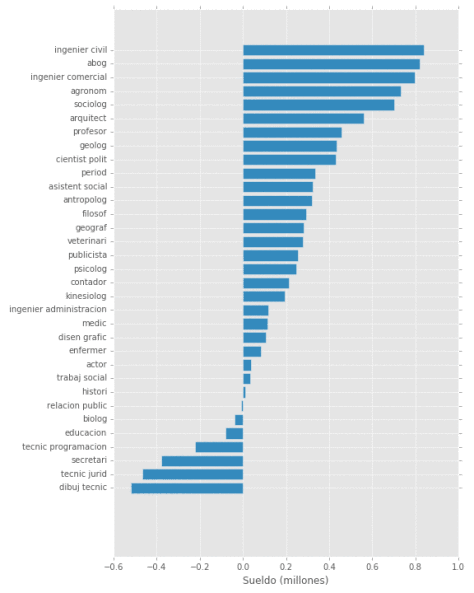 ingenier civil
abog
ingenier comercial
agronom
sociolog
arquitect
profesor
geolog
cientist polit
period
asistent social
antropolog
filosof
geograf
veterinari
publicista
psicolog
contador
kinesiolog
ingenier administracion
medic
disen grafic
enfermer
actor
trabaj social
histori
relacion public
biolog
educacion
tecnic programacion
secretari
tecnic jurid
dibuj tecnic
−0.6 −0.4 −0.2 0.0 0.2 0.4 0.6 0.8 1.0
Sueldo (millones)